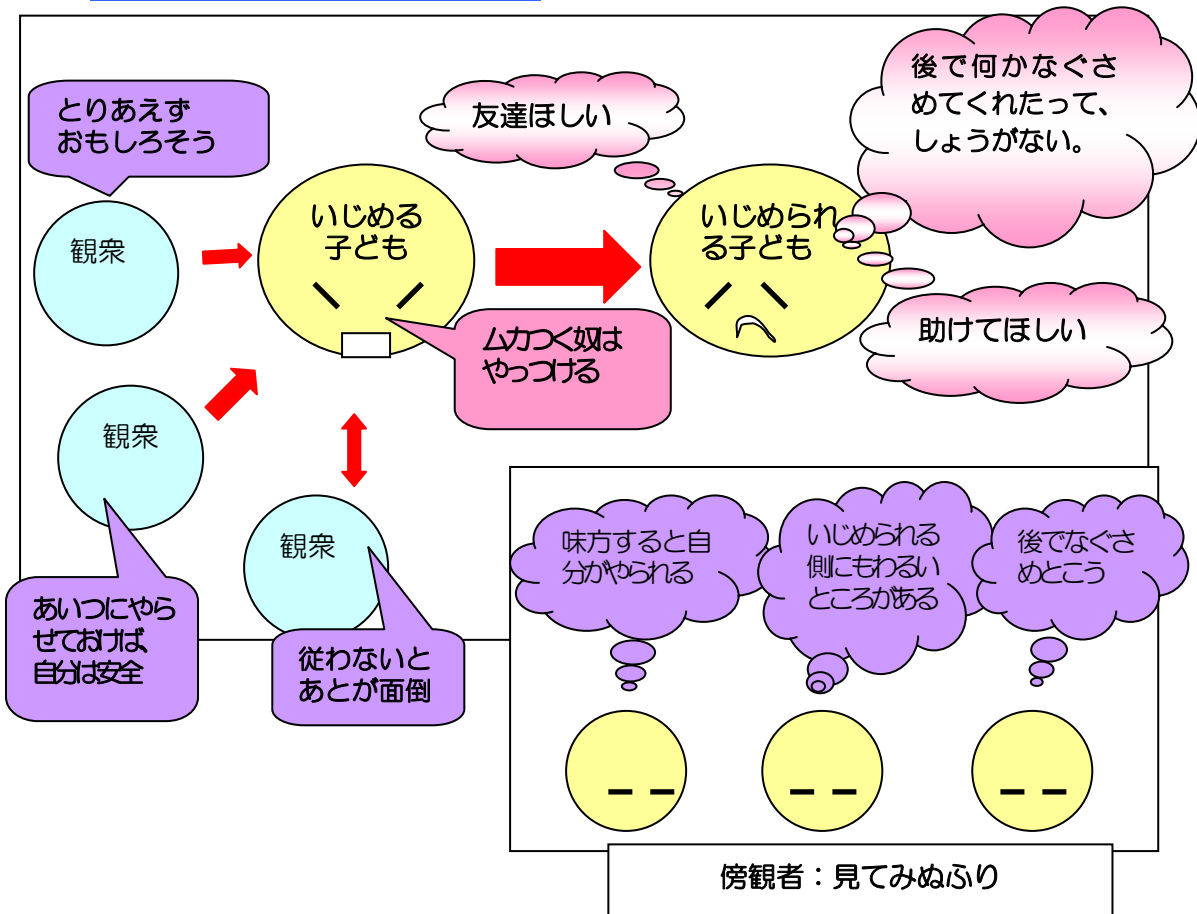 とりあえず
おもしろそう
観衆
いじめる
子ども
ムカつく奴は
やっつける
友達ほしい
いじめられ
る子ども
後で何かなぐさ
めてくれたって、
しょうがない。
助けてほしい
観衆
あいつにやら
せておけば、
自分は安全
観衆
従わないと
あとが面倒
味方すると自
分がやられる
いじめられる
側にもわるい
ところがある
後でなぐさ
めとこう
傍観者：見てみぬふり